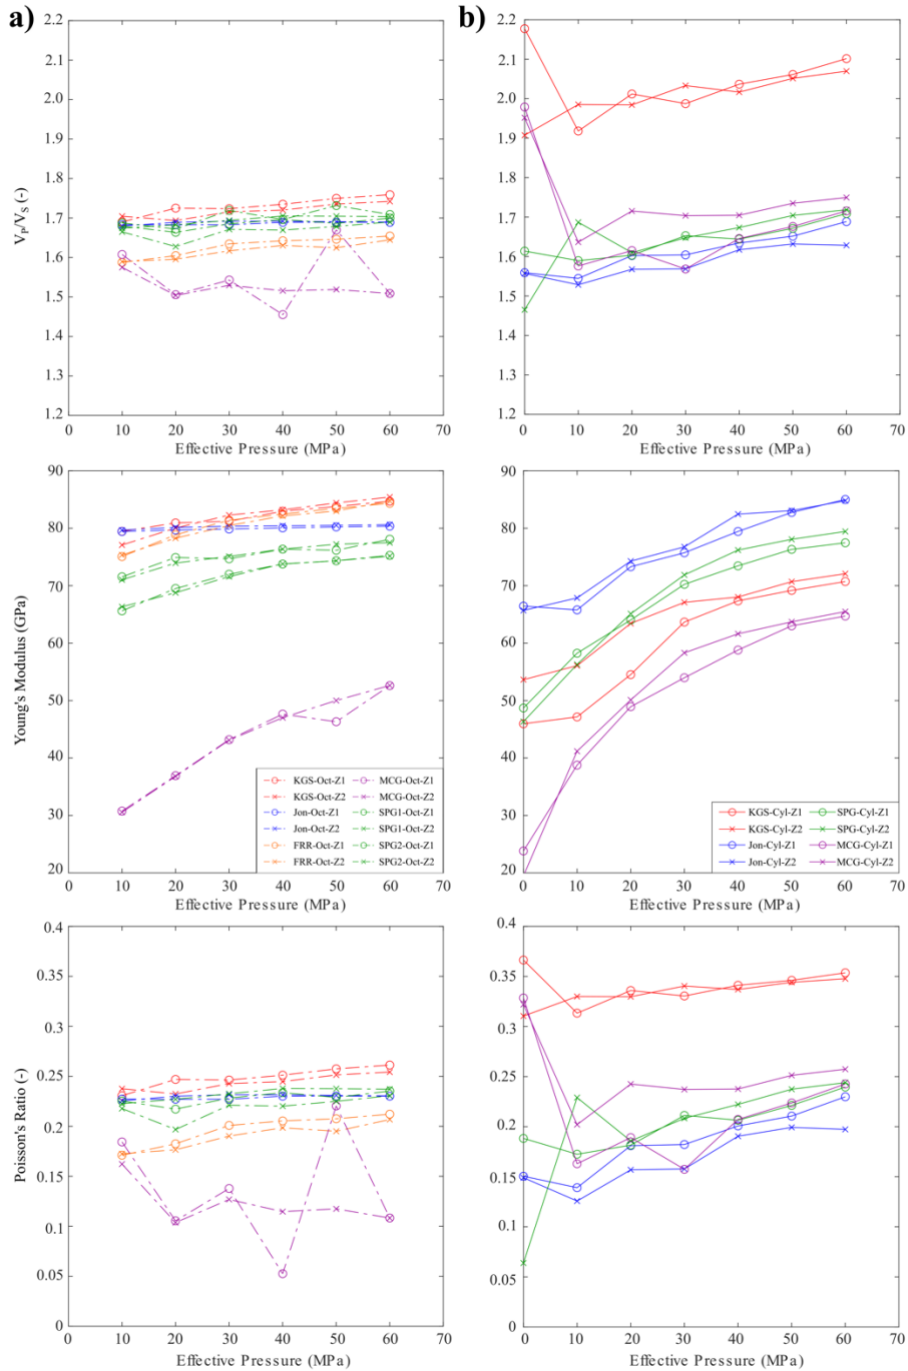 a)
2.2
2.1
2.0
1.9
1.8
1.7
1.6
1.5
1.4
1.3
1.2
V_P/V_S (-)
0 10 20 30 40 50 60 70
Effective Pressure (MPa)
90
80
70
60
50
40
30
20
Young's Modulus (GPa)
KGS-Oct-Z1 MCG-Oct-Z1
KGS-Oct-Z2 MCG-Oct-Z2
Jon-Oct-Z1 SPG1-Oct-Z1
Jon-Oct-Z2 SPG1-Oct-Z2
FRR-Oct-Z1 SPG2-Oct-Z1
FRR-Oct-Z2 SPG2-Oct-Z2
0 10 20 30 40 50 60 70
Effective Pressure (MPa)
0.4
0.35
0.3
0.25
0.2
0.15
0.1
0.05
0
Poisson's Ratio (-)
0 10 20 30 40 50 60 70
Effective Pressure (MPa)
b)
2.2
2.1
2.0
1.9
1.8
1.7
1.6
1.5
1.4
1.3
1.2
0 10 20 30 40 50 60 70
Effective Pressure (MPa)
90
80
70
60
50
40
30
20
KGS-Cyl-Z1 SPG-Cyl-Z1
KGS-Cyl-Z2 SPG-Cyl-Z2
Jon-Cyl-Z1 MCG-Cyl-Z1
Jon-Cyl-Z2 MCG-Cyl-Z2
0 10 20 30 40 50 60 70
Effective Pressure (MPa)
0.4
0.35
0.3
0.25
0.2
0.15
0.1
0.05
0
0 10 20 30 40 50 60 70
Effective Pressure (MPa)